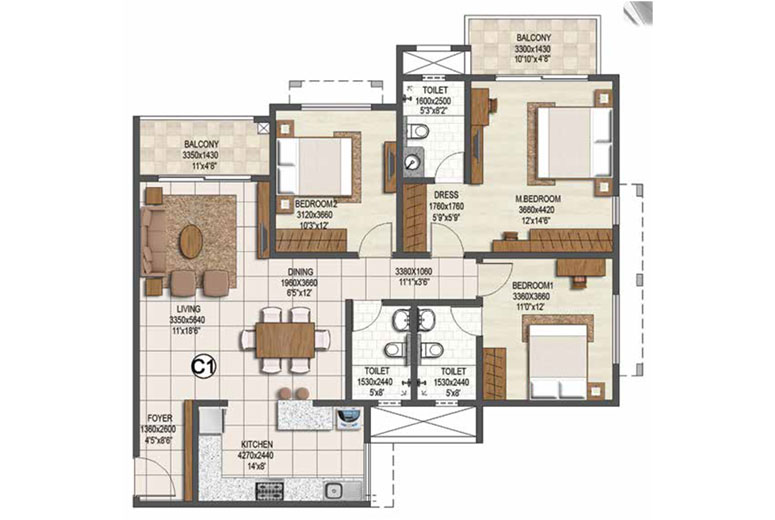 BALCONY
3300x1430
10'10"x4'8"
TOILET
1600x2500
5'3"x8'2"
BALCONY
3350x1430
11'x4'8"
BEDROOM2
3120x3660
10'3"x12'
DRESS
1760x1760
5'9"x5'9"
M.BEDROOM
3660x4420
12'x14'6"
DINING
1960X3660
6'5"x12'
3380X1060
11'1"x3'6"
BEDROOM1
3360X3660
11'0"x12'
LIVING
3350x5640
11'x18'6"
C1
TOILET
1530x2440
5'x8'
TOILET
1530x2440
5'x8'
FOYER
1360x2600
4'5"x8'6"
KITCHEN
4270x2440
14'x8'